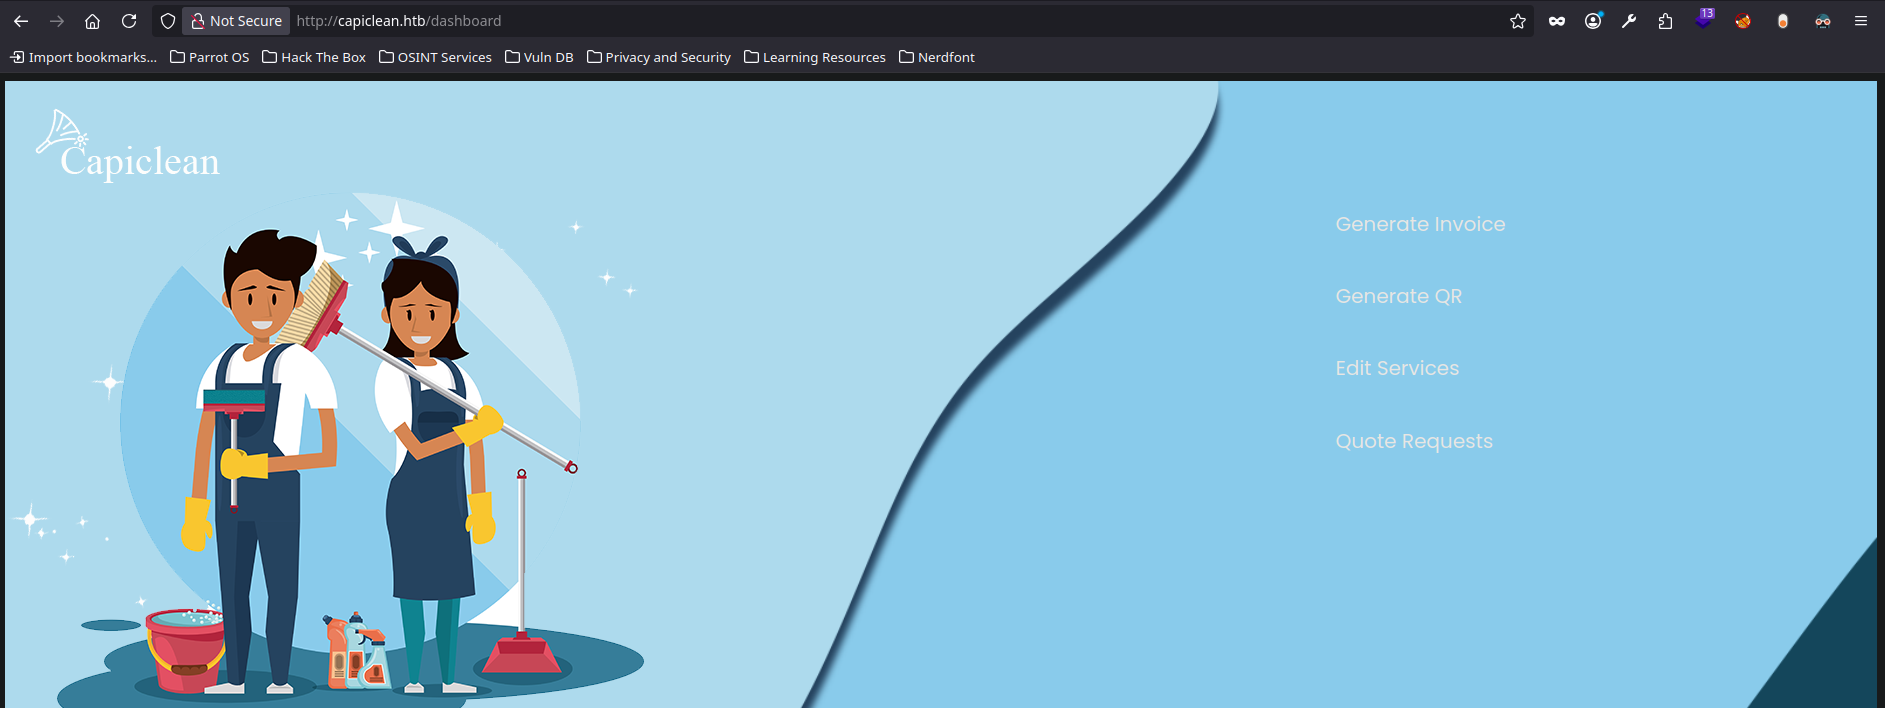 Not Secure
http://capiclean.htb/dashboard
13
Import bookmarks...
Parrot OS
Hack The Box
OSINT Services
Vuln DB
Privacy and Security
Learning Resources
Nerdfont
Capiclean
Generate Invoice
Generate QR
Edit Services
Quote Requests